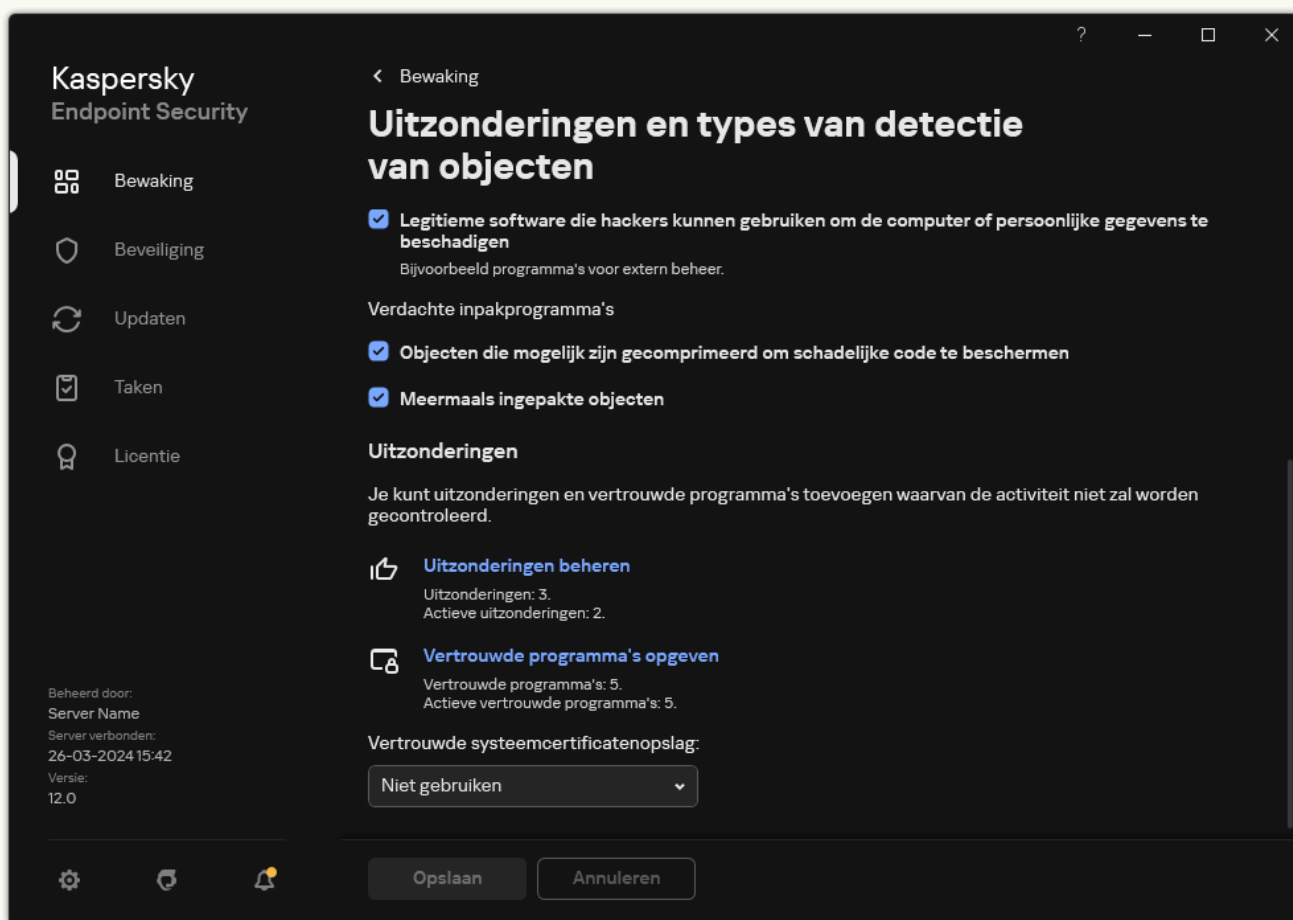 Kaspersky
Endpoint Security
Bewaking
Beveiliging
Updaten
Taken
Licentie
Beheerd door:
Server Name
Server verbonden:
26-03-2024 15:42
Versie:
12.0
?
Bewaking
Uitzonderingen en types van detectie
van objecten
Legitieme software die hackers kunnen gebruiken om de computer of persoonlijke gegevens te
beschadigen
Bijvoorbeeld programma's voor extern beheer.
Verdachte inpakprogramma's
Objecten die mogelijk zijn gecomprimeerd om schadelijke code te beschermen
Meermaals ingepakte objecten
Uitzonderingen
Je kunt uitzonderingen en vertrouwde programma's toevoegen waarvan de activiteit niet zal worden
gecontroleerd.
Uitzonderingen beheren
Uitzonderingen: 3.
Actieve uitzonderingen: 2.
Vertrouwde programma's opgeven
Vertrouwde programma's: 5.
Actieve vertrouwde programma's: 5.
Vertrouwde systeemcertificatenopslag:
Niet gebruiken
Opslaan
Annuleren